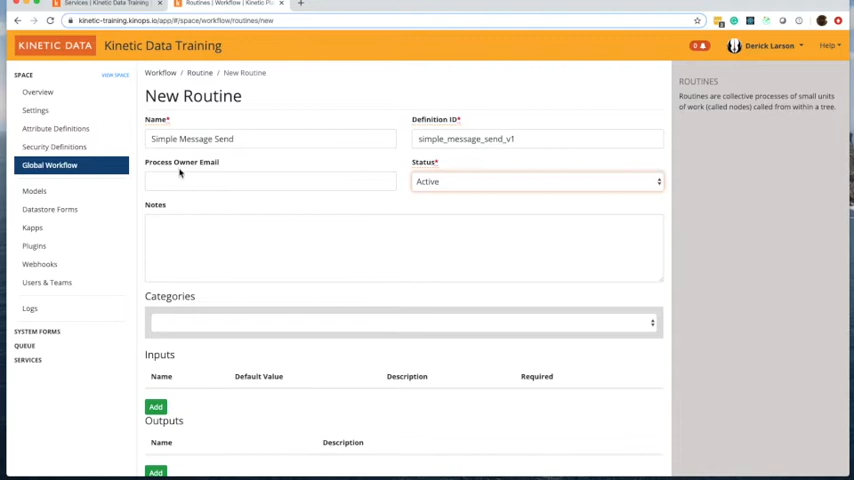 Services | Kinetic Data Training
Routines | Workflow | Kinetic Pl
kinetic-training.kinops.io/app/#/space/workflow/routines/new
KINETIC DATA
Kinetic Data Training
0
Derick Larson
Help
SPACE
VIEW SPACE
Overview
Settings
Attribute Definitions
Security Definitions
Global Workflow
Models
Datastore Forms
Kapps
Plugins
Webhooks
Users & Teams
Logs
SYSTEM FORMS
QUEUE
SERVICES
Workflow / Routine / New Routine
New Routine
Name*
Definition ID*
Simple Message Send
simple_message_send_v1
Process Owner Email
Status*
Active
Notes
Categories
Inputs
Name Default Value Description Required
Add
Outputs
Name Description
Add
ROUTINES
Routines are collective processes of small units
of work (called nodes) called from within a tree.